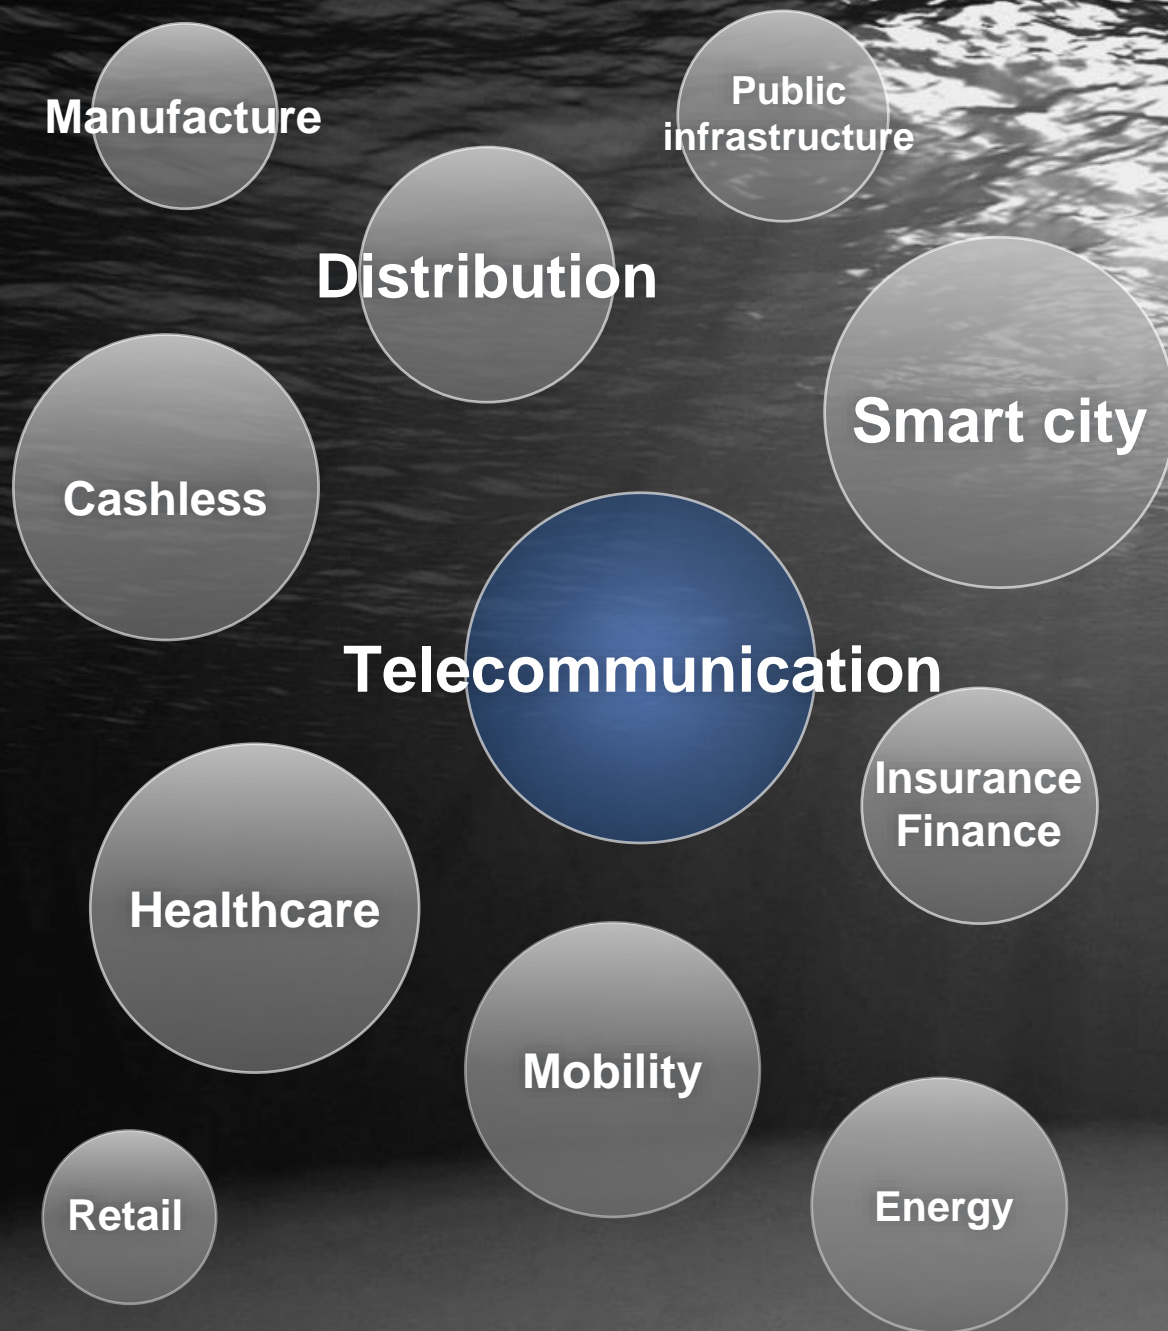 Manufacture
Public
infrastructure
Distribution
Smart city
Cashless
Telecommunication
Insurance
Finance
Healthcare
Mobility
Retail
Energy